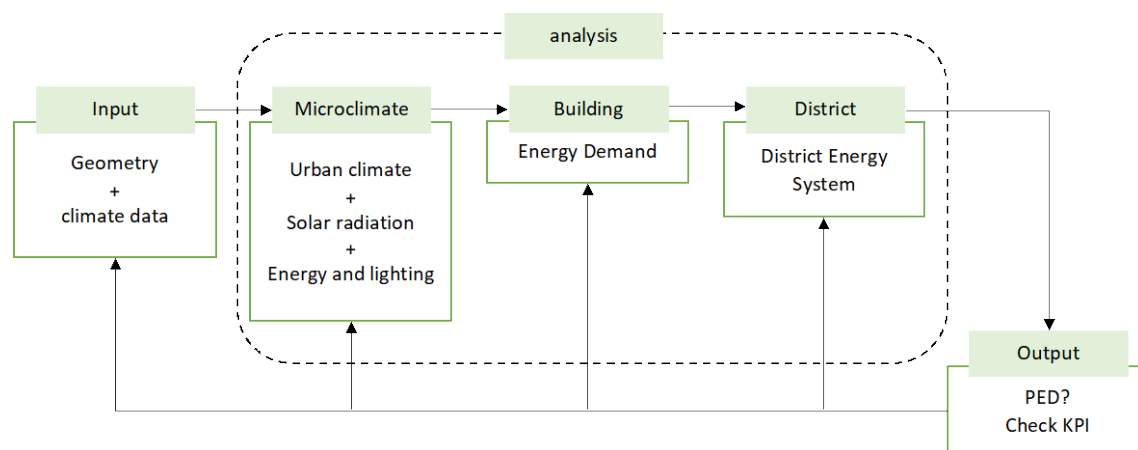 analysis
Input
Geometry
+
climate data
Microclimate
Urban climate
+
Solar radiation
+
Energy and lighting
Building
Energy Demand
District
District Energy
System
Output
PED?
Check KPI